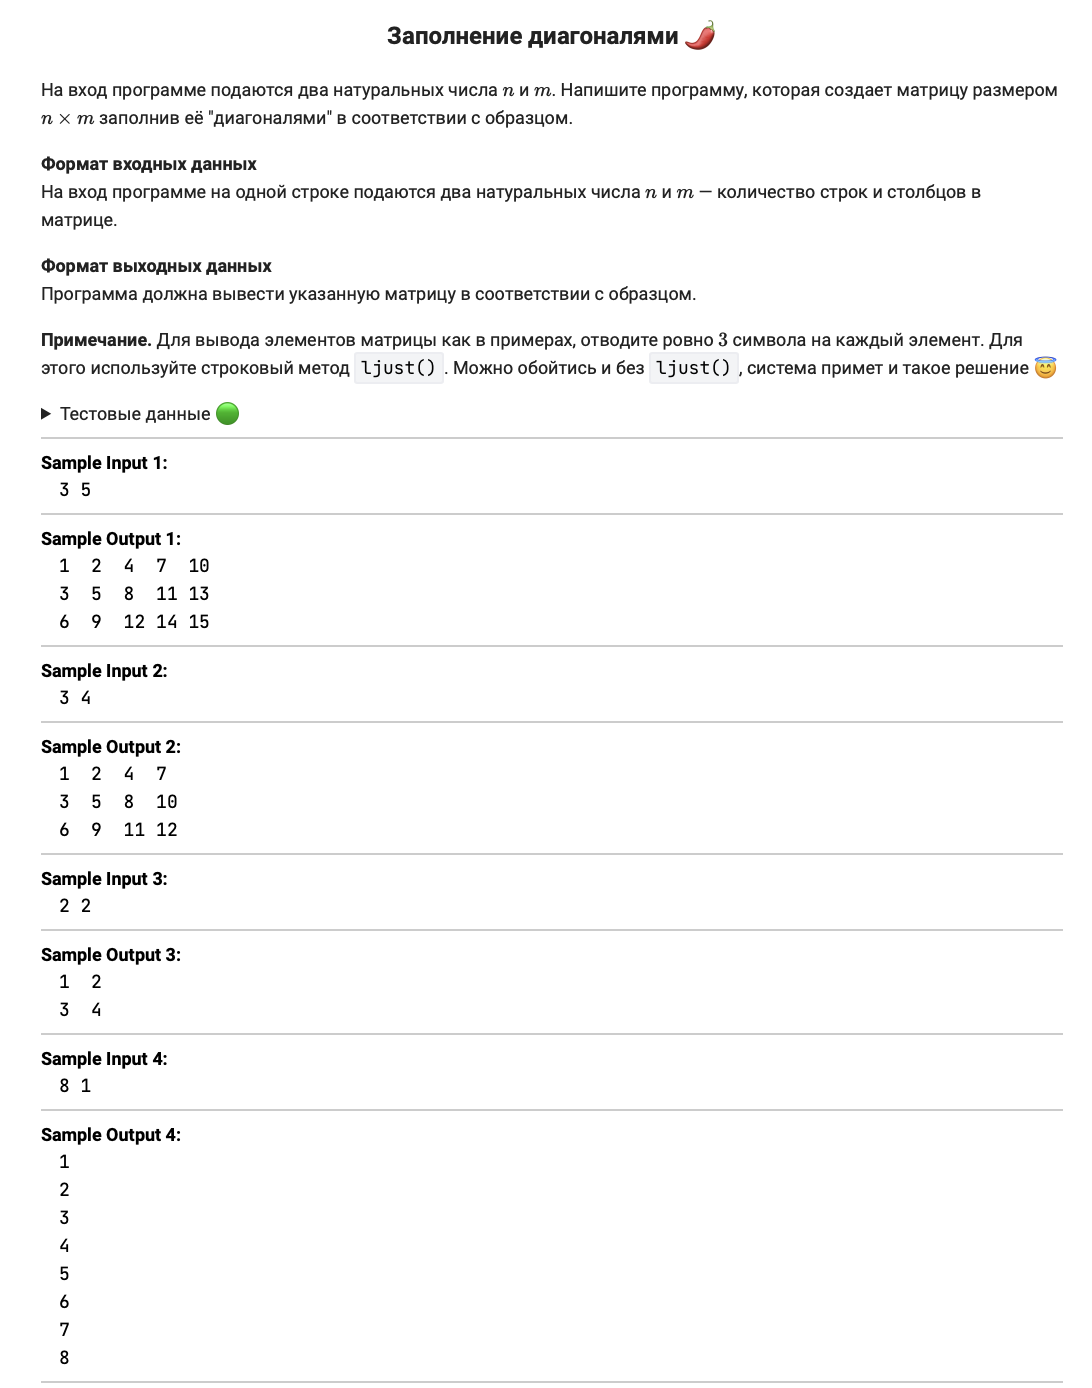 Заполнение диагоналями 🌶️
На вход программе подаются два натуральных числа n и m. Напишите программу, которая создает матрицу размером
n × m заполнив её "диагоналями" в соответствии с образцом.
Формат входных данных
На вход программе на одной строке подаются два натуральных числа n и m — количество строк и столбцов в
матрице.
Формат выходных данных
Программа должна вывести указанную матрицу в соответствии с образцом.
Примечание. Для вывода элементов матрицы как в примерах, отводите ровно 3 символа на каждый элемент. Для
этого используйте строковый метод ljust() . Можно обойтись и без ljust() , система примет и такое решение 😇
▶ Тестовые данные 🟢
Sample Input 1:
3 5
Sample Output 1:
1  2  4  7  10
3  5  8  11 13
6  9  12 14 15
Sample Input 2:
3 4
Sample Output 2:
1  2  4  7
3  5  8  10
6  9  11 12
Sample Input 3:
2 2
Sample Output 3:
1  2
3  4
Sample Input 4:
8 1
Sample Output 4:
1
2
3
4
5
6
7
8